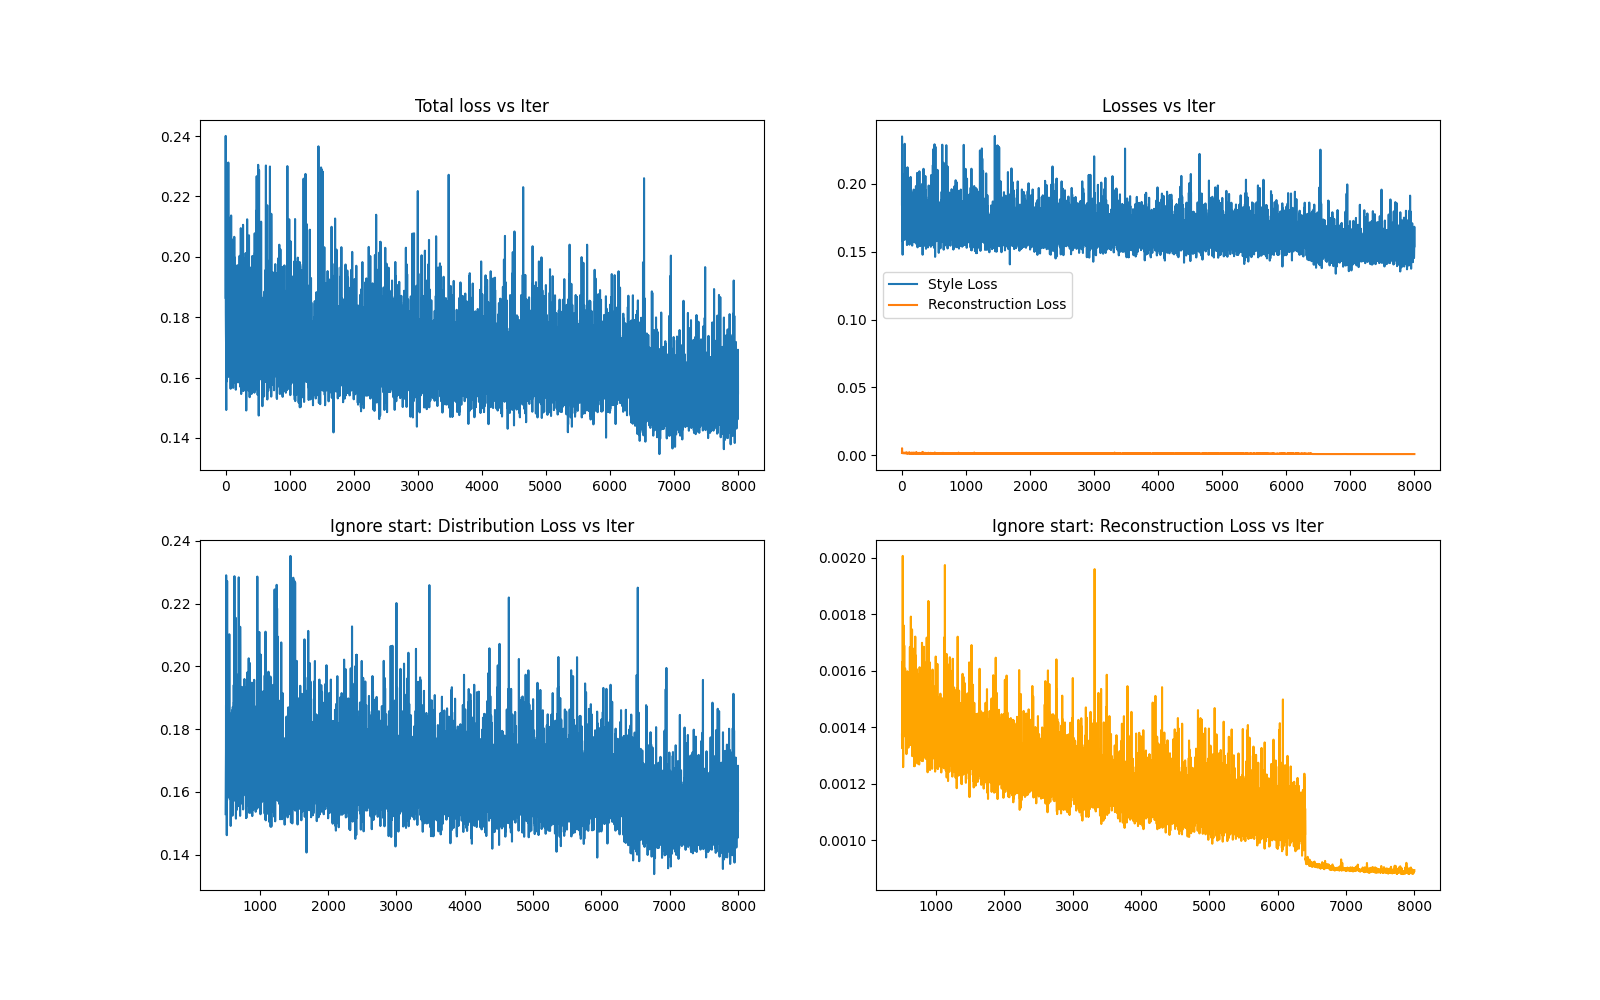 Total loss vs Iter
0.24
0.22
0.20
0.18
0.16
0.14
0 1000 2000 3000 4000 5000 6000 7000 8000
Losses vs Iter
0.20
0.15
0.10
0.05
0.00
Style Loss
Reconstruction Loss
0 1000 2000 3000 4000 5000 6000 7000 8000
Ignore start: Distribution Loss vs Iter
0.24
0.22
0.20
0.18
0.16
0.14
1000 2000 3000 4000 5000 6000 7000 8000
Ignore start: Reconstruction Loss vs Iter
0.0020
0.0018
0.0016
0.0014
0.0012
0.0010
1000 2000 3000 4000 5000 6000 7000 8000